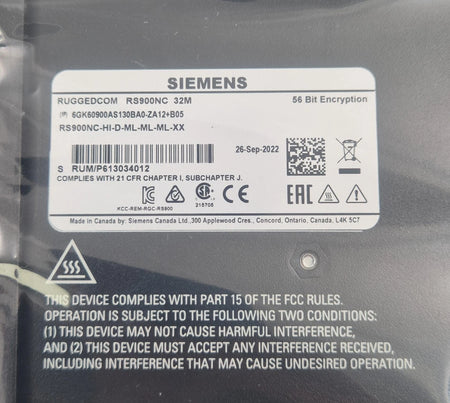 SIEMENS
RUGGEDCOM RS900NC 32M 56 Bit Encryption
(1P) 6GK60900AS130BA0-ZA12+B05
RS900NC-HI-D-ML-ML-ML-XX
26-Sep-2022
S RUM/P613034012
COMPLIES WITH 21 CFR CHAPTER I, SUBCHAPTER J.
CE EAC
KCC-REM-RGC-RS900 215705
Made in Canada by: Siemens Canada Ltd.,300 Applewood Cres., Concord, Ontario, Canada, L4K 5C7
THIS DEVICE COMPLIES WITH PART 15 OF THE FCC RULES.
OPERATION IS SUBJECT TO THE FOLLOWING TWO CONDITIONS:
(1) THIS DEVICE MAY NOT CAUSE HARMFUL INTERFERENCE,
AND (2) THIS DEVICE MUST ACCEPT ANY INTERFERENCE RECEIVED,
INCLUDING INTERFERENCE THAT MAY CAUSE UNDESIRED OPERATION.